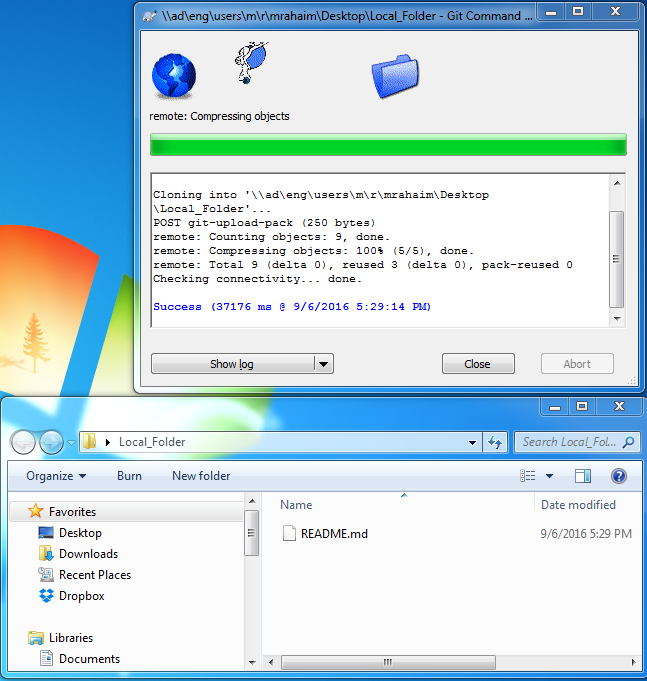 \\ad\eng\users\m\r\mrahaim\Desktop\Local_Folder - Git Command ...
remote: Compressing objects
Cloning into '\\ad\eng\users\m\r\mrahaim\Desktop
\Local_Folder'...
POST git-upload-pack (250 bytes)
remote: Counting objects: 9, done.
remote: Compressing objects: 100% (5/5), done.
remote: Total 9 (delta 0), reused 3 (delta 0), pack-reused 0
Checking connectivity... done.
Success (37176 ms @ 9/6/2016 5:29:14 PM)
Show log Close Abort
Local_Folder Search Local_Fol...
Organize Burn New folder
Name Date modified
Favorites
README.md 9/6/2016 5:29 PM
Desktop
Downloads
Recent Places
Dropbox
Libraries
Documents